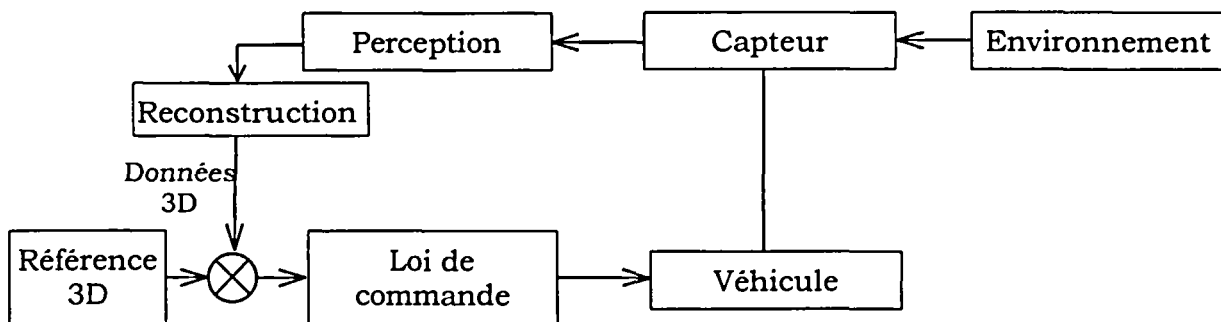 Perception
Capteur
Environnement
Reconstruction
Données
3D
Référence
3D
Loi de
commande
Véhicule